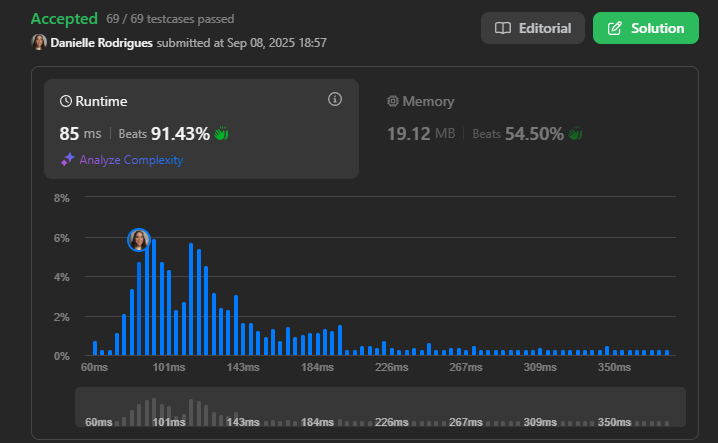 Accepted 69 / 69 testcases passed
Editorial
Solution
Danielle Rodrigues submitted at Sep 08, 2025 18:57
Runtime
85 ms | Beats 91.43%
Analyze Complexity
Memory
19.12 MB | Beats 54.50%
8%
6%
4%
2%
0%
60ms 101ms 143ms 184ms 226ms 267ms 309ms 350ms
60ms 101ms 143ms 184ms 226ms 267ms 309ms 350ms